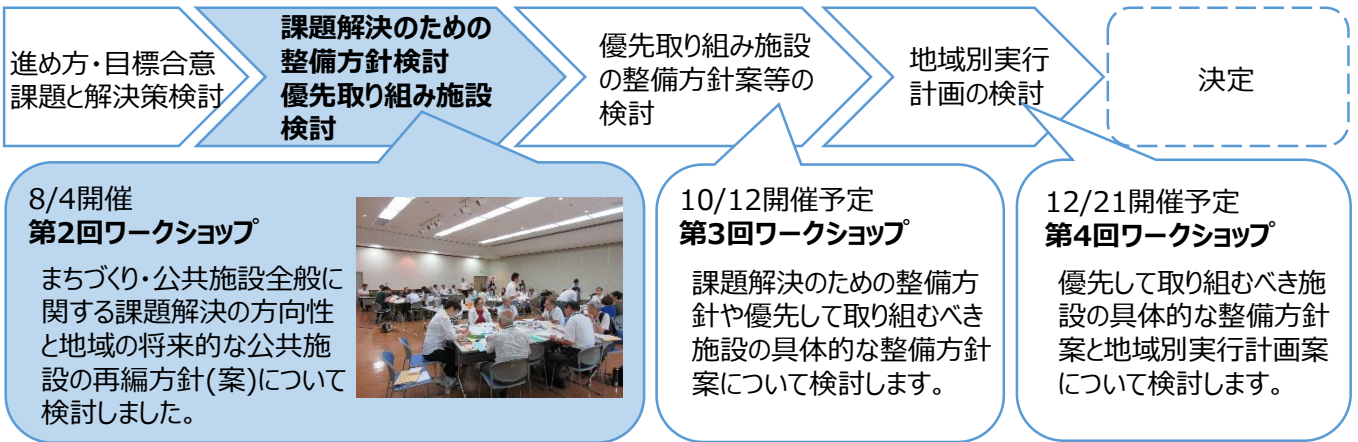 進め方・目標合意
課題と解決策検討
課題解決のための
整備方針検討
優先取り組み施設
検討
優先取り組み施設
の整備方針案等の
検討
地域別実行
計画の検討
決定
8/4開催
第2回ワークショップ
まちづくり・公共施設全般に
関する課題解決の方向性
と地域の将来的な公共施
設の再編方針(案)について
検討しました。
10/12開催予定
第3回ワークショップ
課題解決のための整備方
針や優先して取り組むべき
施設の具体的な整備方針
案について検討します。
12/21開催予定
第4回ワークショップ
優先して取り組むべき施
設の具体的な整備方針
案と地域別実行計画案
について検討します。